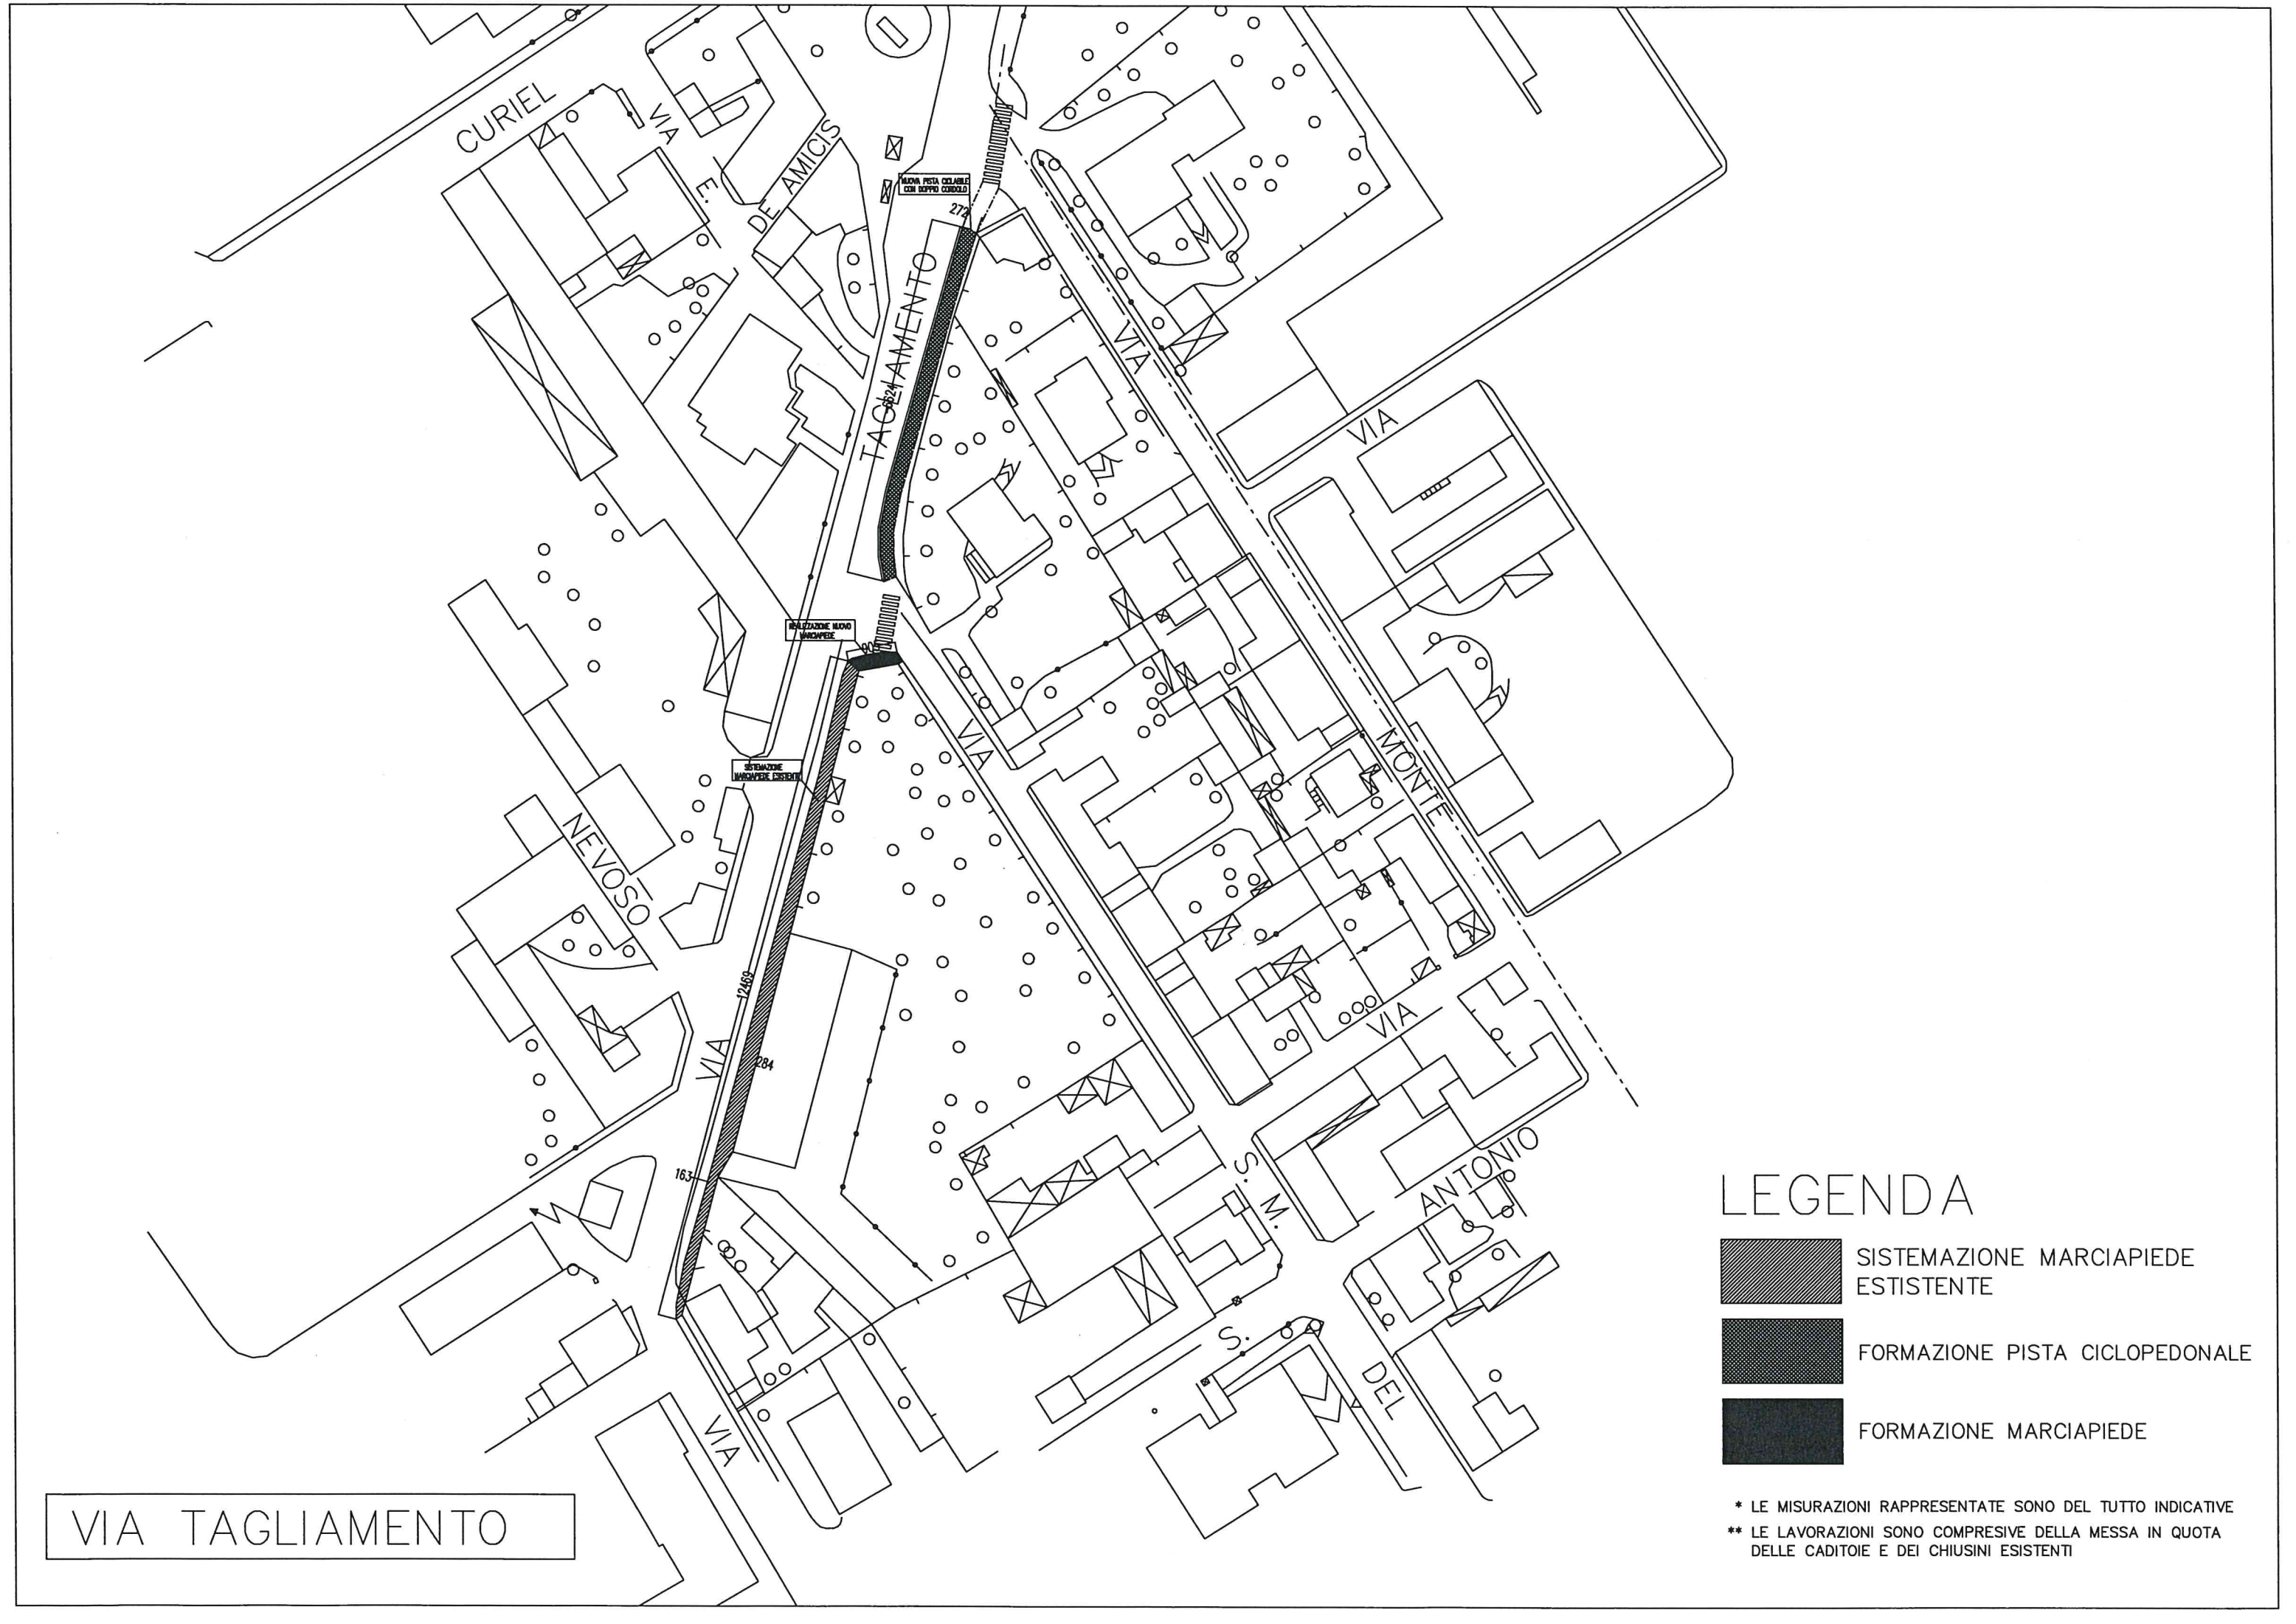 CURIEL
VIA
E.
DE AMICIS
NUOVA PISTA CICLABILE
CON DOPPIO CORDOLO
272
TAGLIAMENTO
6624
VIA
VIA
REALIZZAZIONE NUOVO
MARCIAPIEDE
VIA
MONTE
SISTEMAZIONE
MARCIAPIEDE ESISTENTE
NEVOSO
12469
VIA
284
VIA
163
S. M.
ANTONIO
S.
DEL
VIA
LEGENDA
SISTEMAZIONE MARCIAPIEDE
ESTISTENTE
FORMAZIONE PISTA CICLOPEDONALE
FORMAZIONE MARCIAPIEDE
* LE MISURAZIONI RAPPRESENTATE SONO DEL TUTTO INDICATIVE
** LE LAVORAZIONI SONO COMPRESIVE DELLA MESSA IN QUOTA
DELLE CADITOIE E DEI CHIUSINI ESISTENTI
VIA TAGLIAMENTO